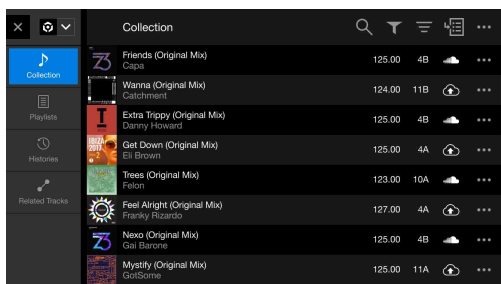 Collection
Collection
Playlists
Histories
Related Tracks
Friends (Original Mix)
Capa
125.00 4B
Wanna (Original Mix)
Catchment
124.00 11B
Extra Trippy (Original Mix)
Danny Howard
125.00 4B
Get Down (Original Mix)
Eli Brown
125.00 4A
Trees (Original Mix)
Felon
123.00 10A
Feel Alright (Original Mix)
Franky Rizardo
127.00 4A
Nexo (Original Mix)
Gai Barone
125.00 4B
Mystify (Original Mix)
GotSome
125.00 11A